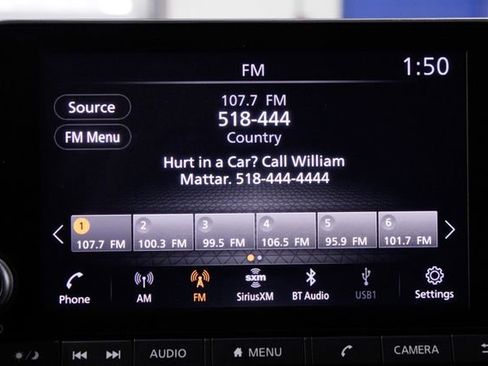 FM
1:50
Source
107.7 FM
518-444
FM Menu
Country
Hurt in a Car? Call William
Mattar. 518-444-4444
1 2 3 4 5 6
107.7 FM 100.3 FM 99.5 FM 106.5 FM 95.9 FM 101.7 FM
Phone AM FM sxm SiriusXM BT Audio USB1 Settings
AUDIO MENU CAMERA